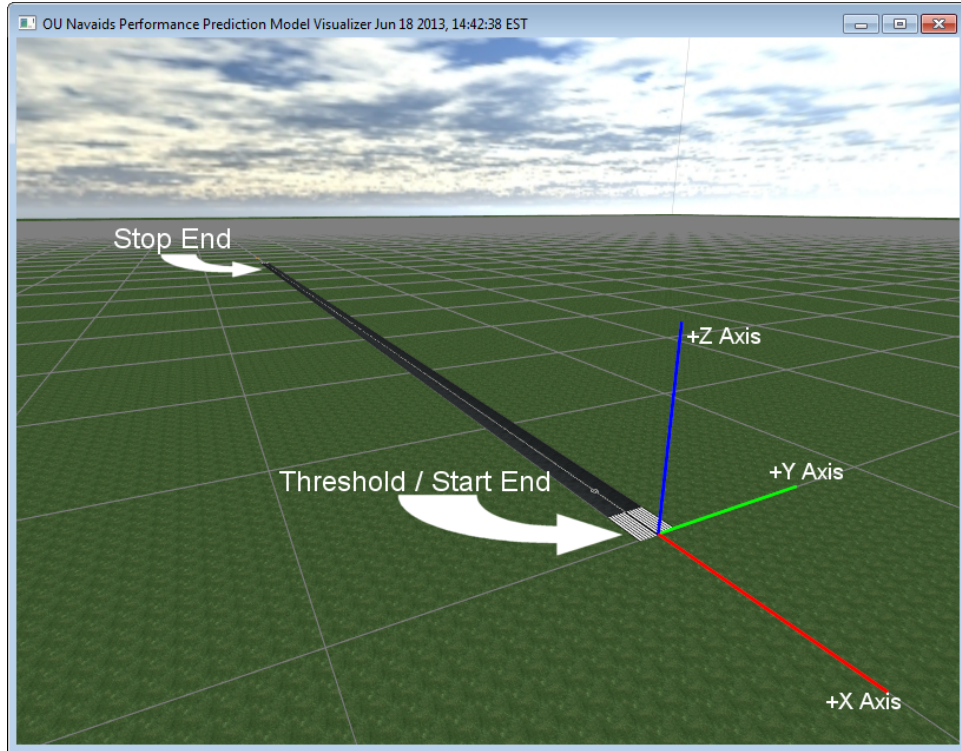 OU Navaids Performance Prediction Model Visualizer Jun 18 2013, 14:42:38 EST
Stop End
+Z Axis
+Y Axis
Threshold / Start End
+X Axis